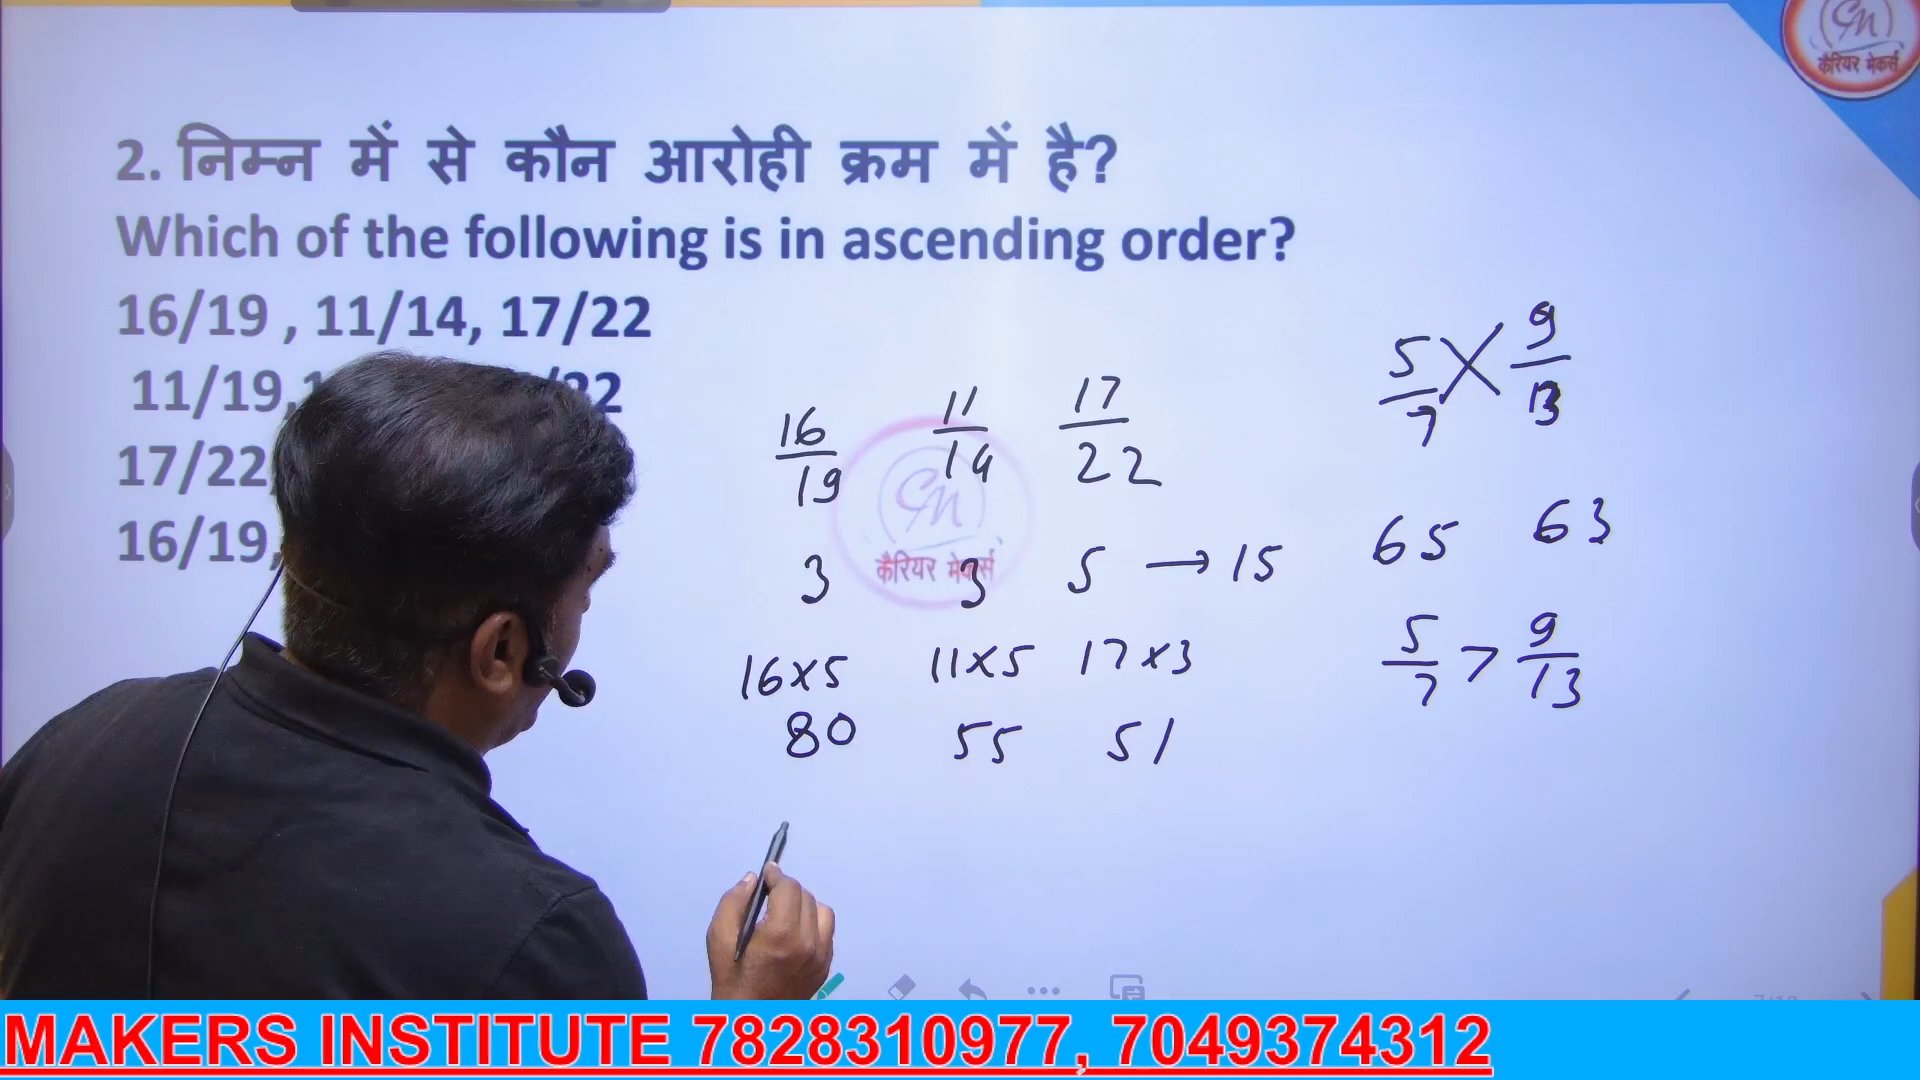 कैरियर मेकर्स
2. निम्न में से कौन आरोही क्रम में है?
Which of the following is in ascending order?
16/19 , 11/14, 17/22
11/19, /22
17/22,
16/19,
16/19 11/14 17/22
कैरियर मेकर्स
3 3 5 → 15
16×5 11×5 17×3
80 55 51
5/7 × 9/13
65 63
5/7 > 9/13
MAKERS INSTITUTE 7828310977, 7049374312